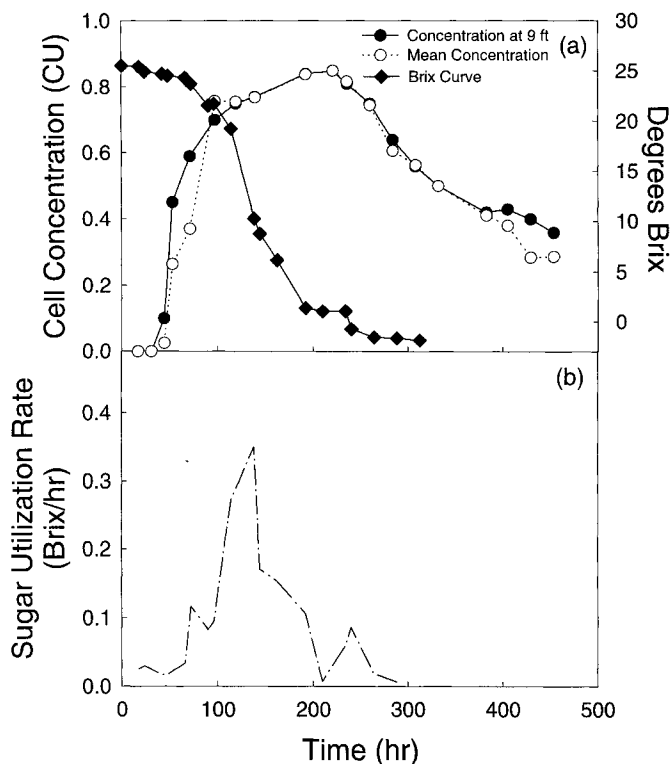 Concentration at 9 ft
Mean Concentration
Brix Curve
(a)
Cell Concentration (CU)
1.0
0.8
0.6
0.4
0.2
0.0
Degrees Brix
30
25
20
15
10
5
0
(b)
Sugar Utilization Rate
(Brix/hr)
0.4
0.3
0.2
0.1
0.0
0 100 200 300 400 500
Time (hr)